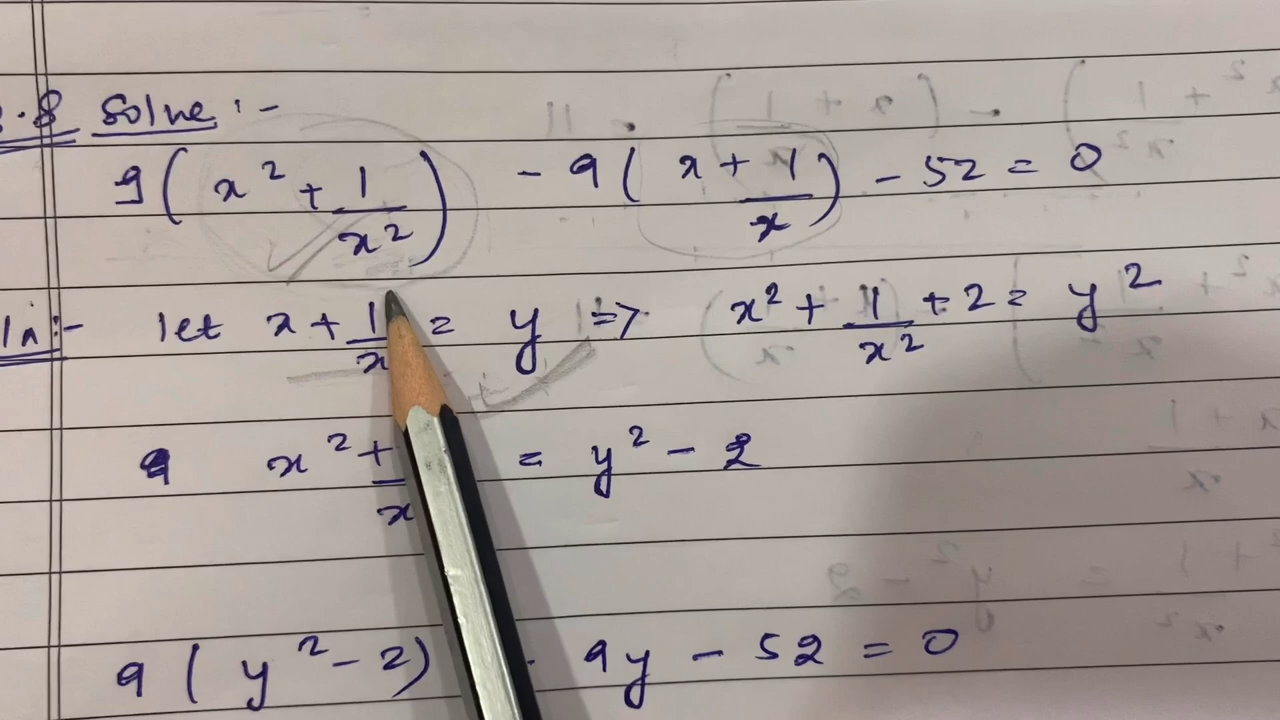 .8 Solve :-
9(x² + 1/x²) - 9(x + 1/x) - 52 = 0
ln:- let x + 1/x = y => x² + 1/x² + 2 = y²
x² + = y² - 2
x
9(y² - 2) - 9y - 52 = 0